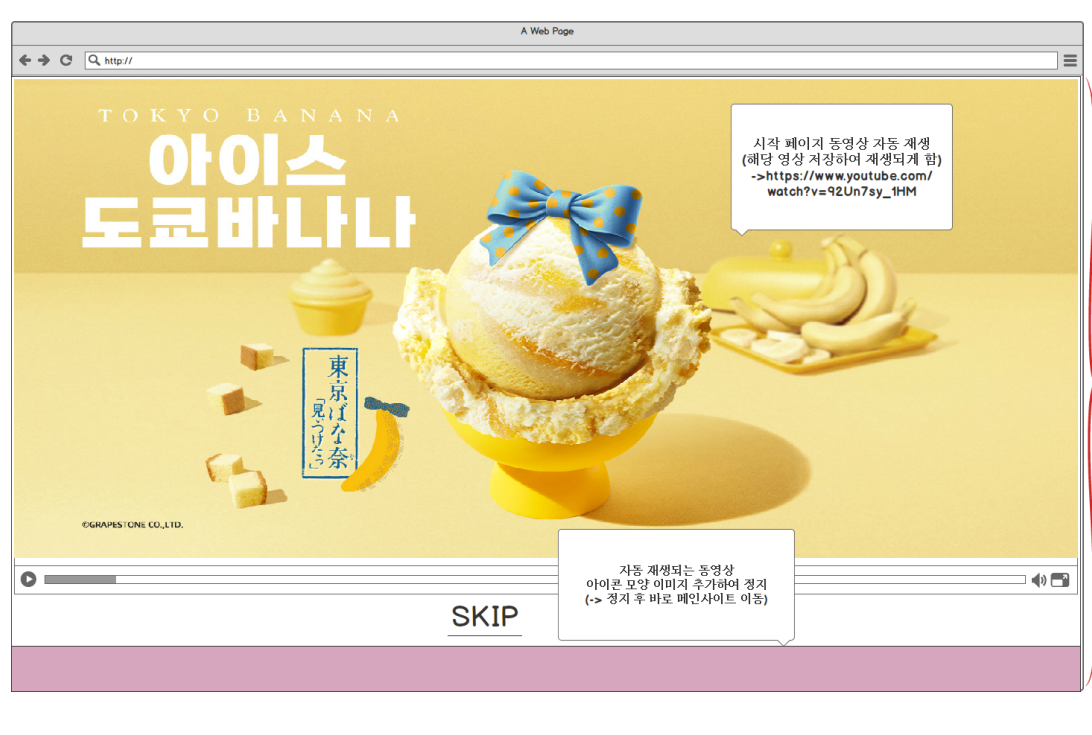 A Web Page
http://
TOKYO BANANA
아이스
도쿄바나나
시작 페이지 동영상 자동 재생
(해당 영상 저장하여 재생되게 함)
->https://www.youtube.com/
watch?v=92Un7sy_1HM
東京ばな奈
「見ぃつけたっ」
©GRAPESTONE CO.,LTD.
자동 재생되는 동영상
아이콘 모양 이미지 추가하여 정지
(-> 정지 후 바로 메인사이트 이동)
SKIP